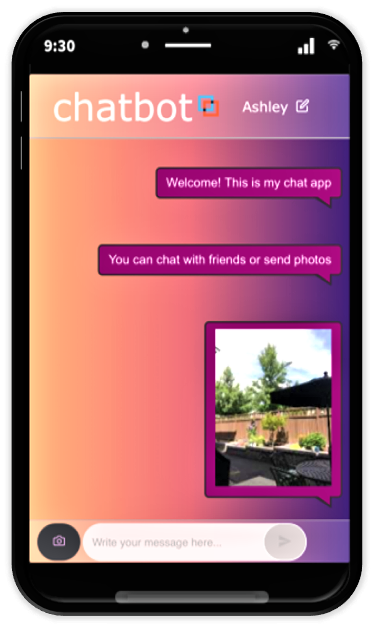 9:30
chatbot
Ashley
Welcome! This is my chat app
You can chat with friends or send photos
Write your message here...